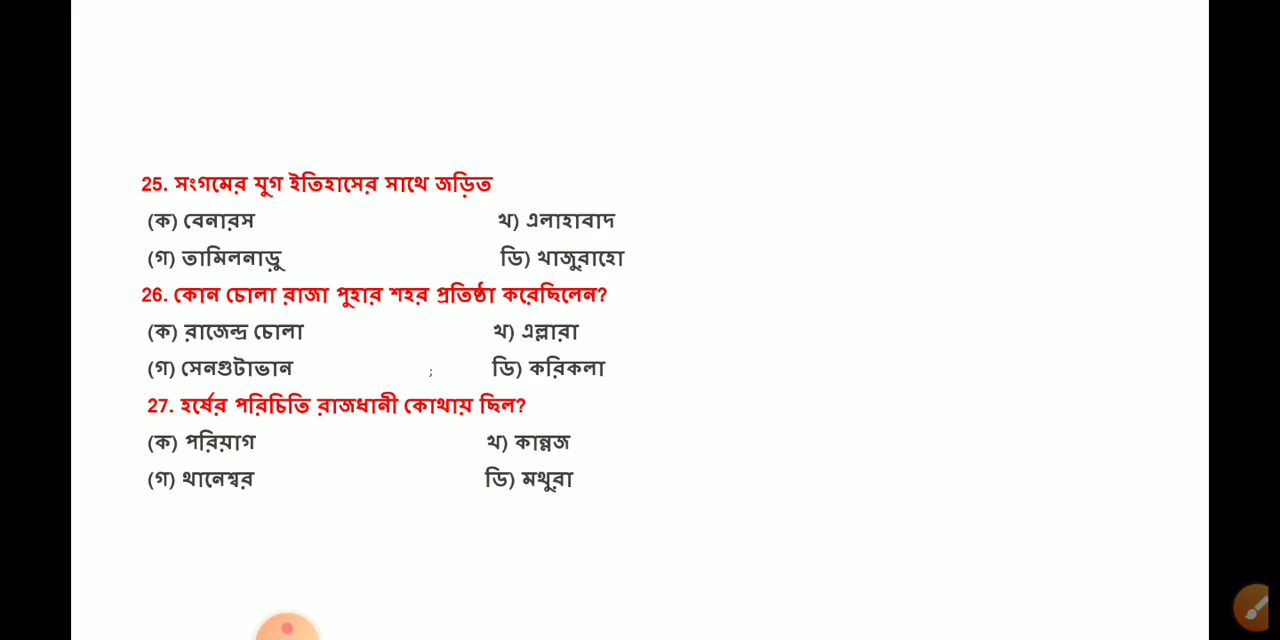 25. সংগমের যুগ ইতিহাসের সাথে জড়িত
(ক) বেনারস খ) এলাহাবাদ
(গ) তামিলনাড়ু ডি) খাজুরাহো
26. কোন চোলা রাজা পুহার শহর প্রতিষ্ঠা করেছিলেন?
(ক) রাজেন্দ্র চোলা খ) এল্লারা
(গ) সেনগুটাভান ; ডি) করিকলা
27. হর্ষের পরিচিতি রাজধানী কোথায় ছিল?
(ক) পরিয়াগ খ) কান্নজ
(গ) থানেশ্বর ডি) মথুরা